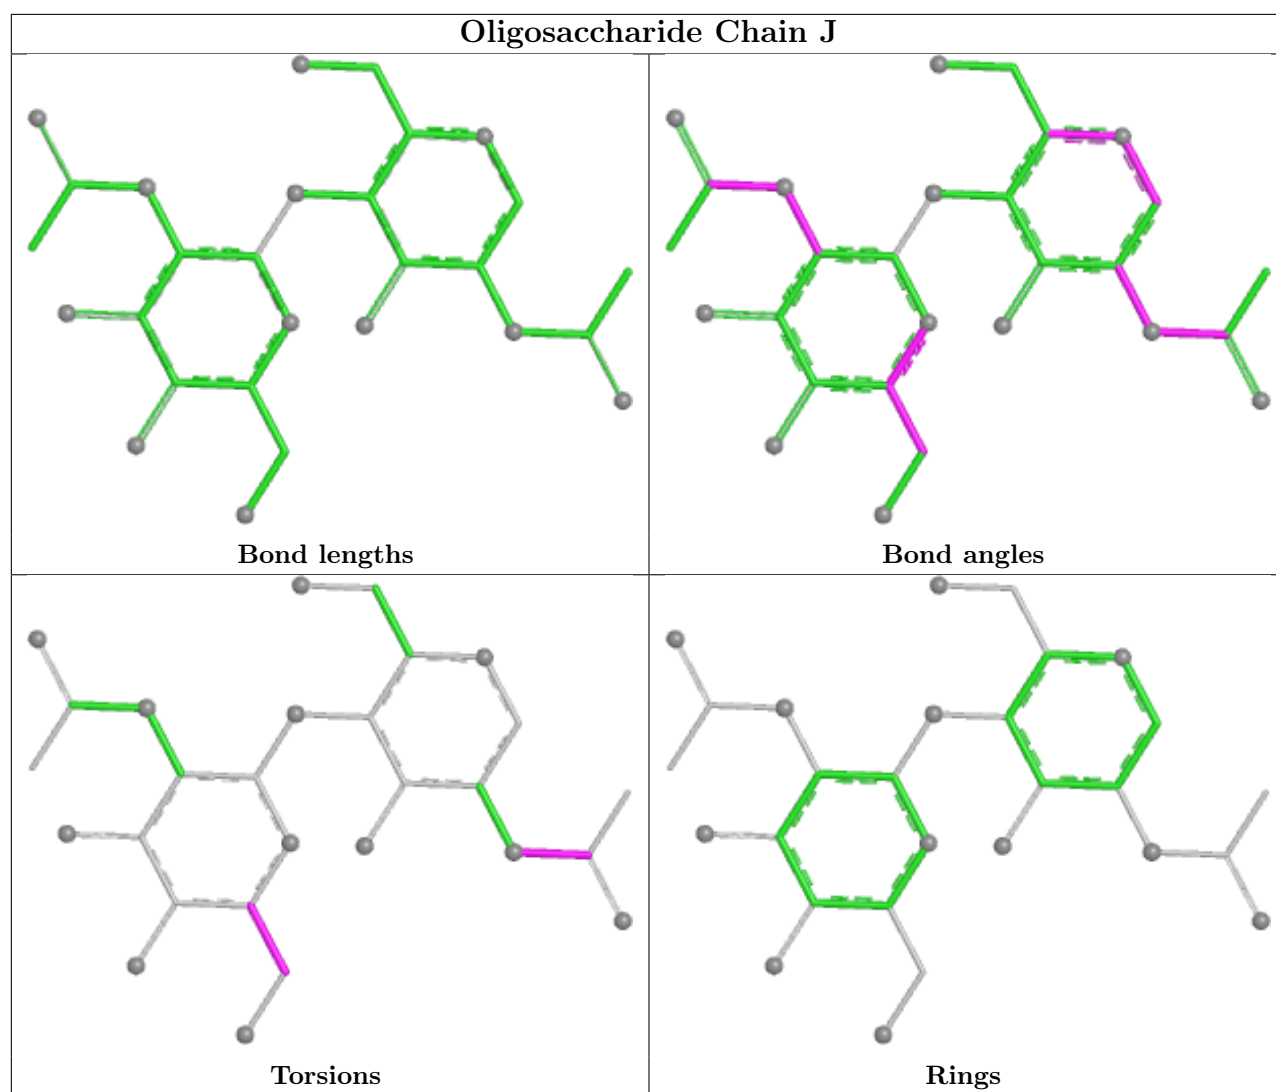 Oligosaccharide Chain J
Bond lengths
Bond angles
Torsions
Rings